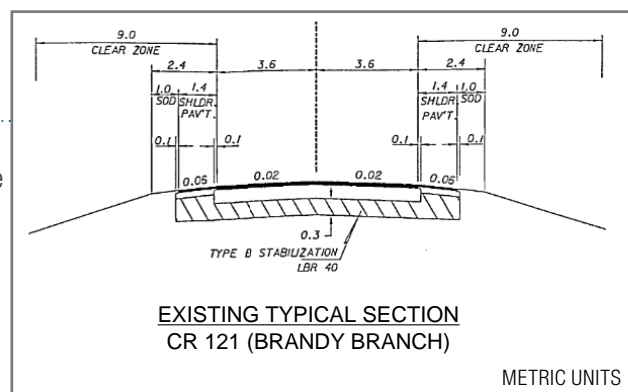 9.0
9.0
CLEAR ZONE
CLEAR ZONE
2.4 3.6 3.6 2.4
1.0 1.4 1.4 1.0
SOD SHLDR. SHLDR. SOD
PAV'T. PAV'T.
0.1 0.1 0.1 0.1
e
0.06 0.02 0.02 0.06
0.3
TYPE B STABILIZATION
LBR 40
EXISTING TYPICAL SECTION
CR 121 (BRANDY BRANCH)
METRIC UNITS